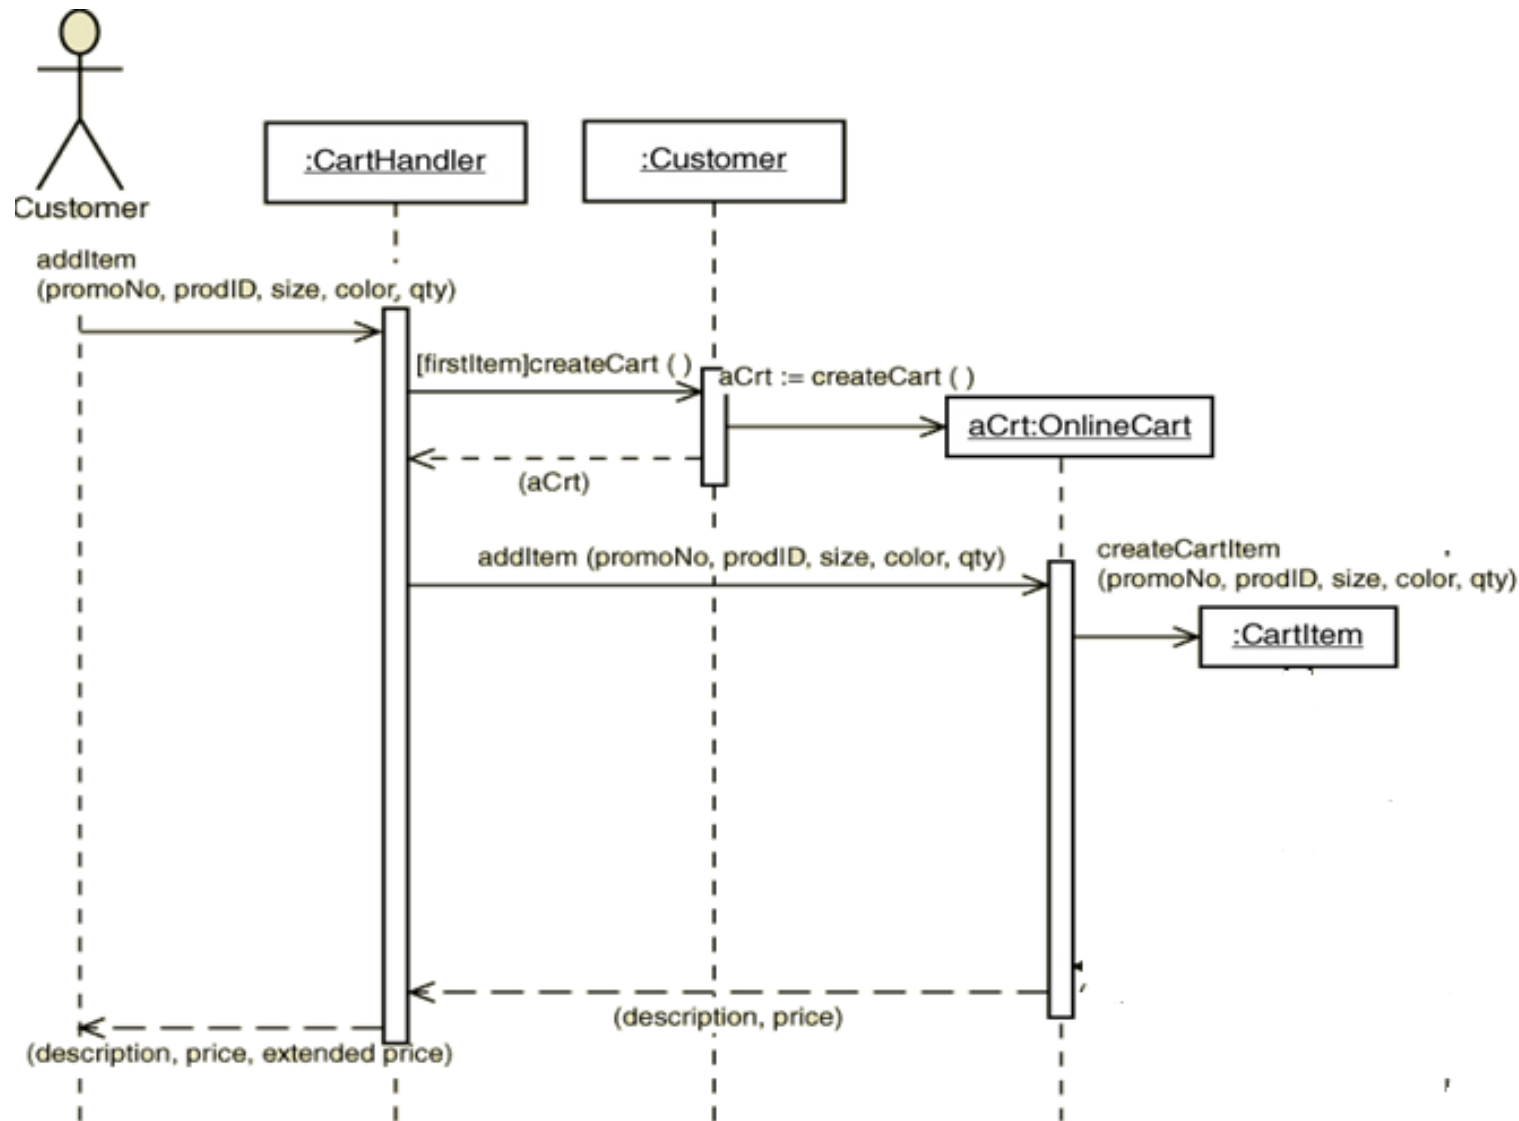 :CartHandler
:Customer
Customer
addItem
(promoNo, prodID, size, color, qty)
[firstItem]createCart ( )
aCrt := createCart ( )
aCrt:OnlineCart
(aCrt)
addItem (promoNo, prodID, size, color, qty)
createCartItem
(promoNo, prodID, size, color, qty)
:CartItem
(description, price)
(description, price, extended price)